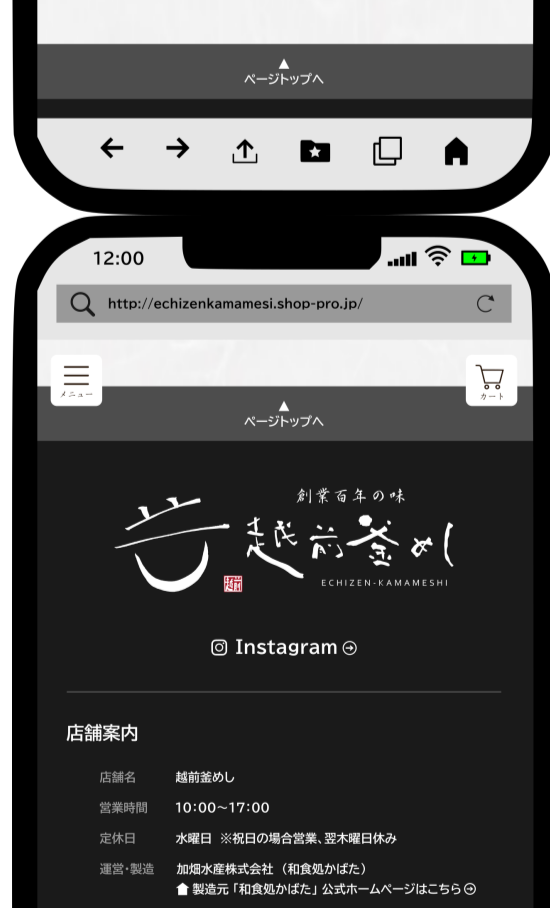 ▲
ページトップへ
12:00
http://echizenkamamesi.shop-pro.jp/
メニュー
カート
▲
ページトップへ
創業百年の味
越前釜めし
越前
ECHIZEN-KAMAMESHI
Instagram
店舗案内
店舗名 越前釜めし
営業時間 10:00~17:00
定休日 水曜日 ※祝日の場合営業、翌木曜日休み
運営・製造 加畑水産株式会社（和食処かばた）
製造元「和食処かばた」公式ホームページはこちら